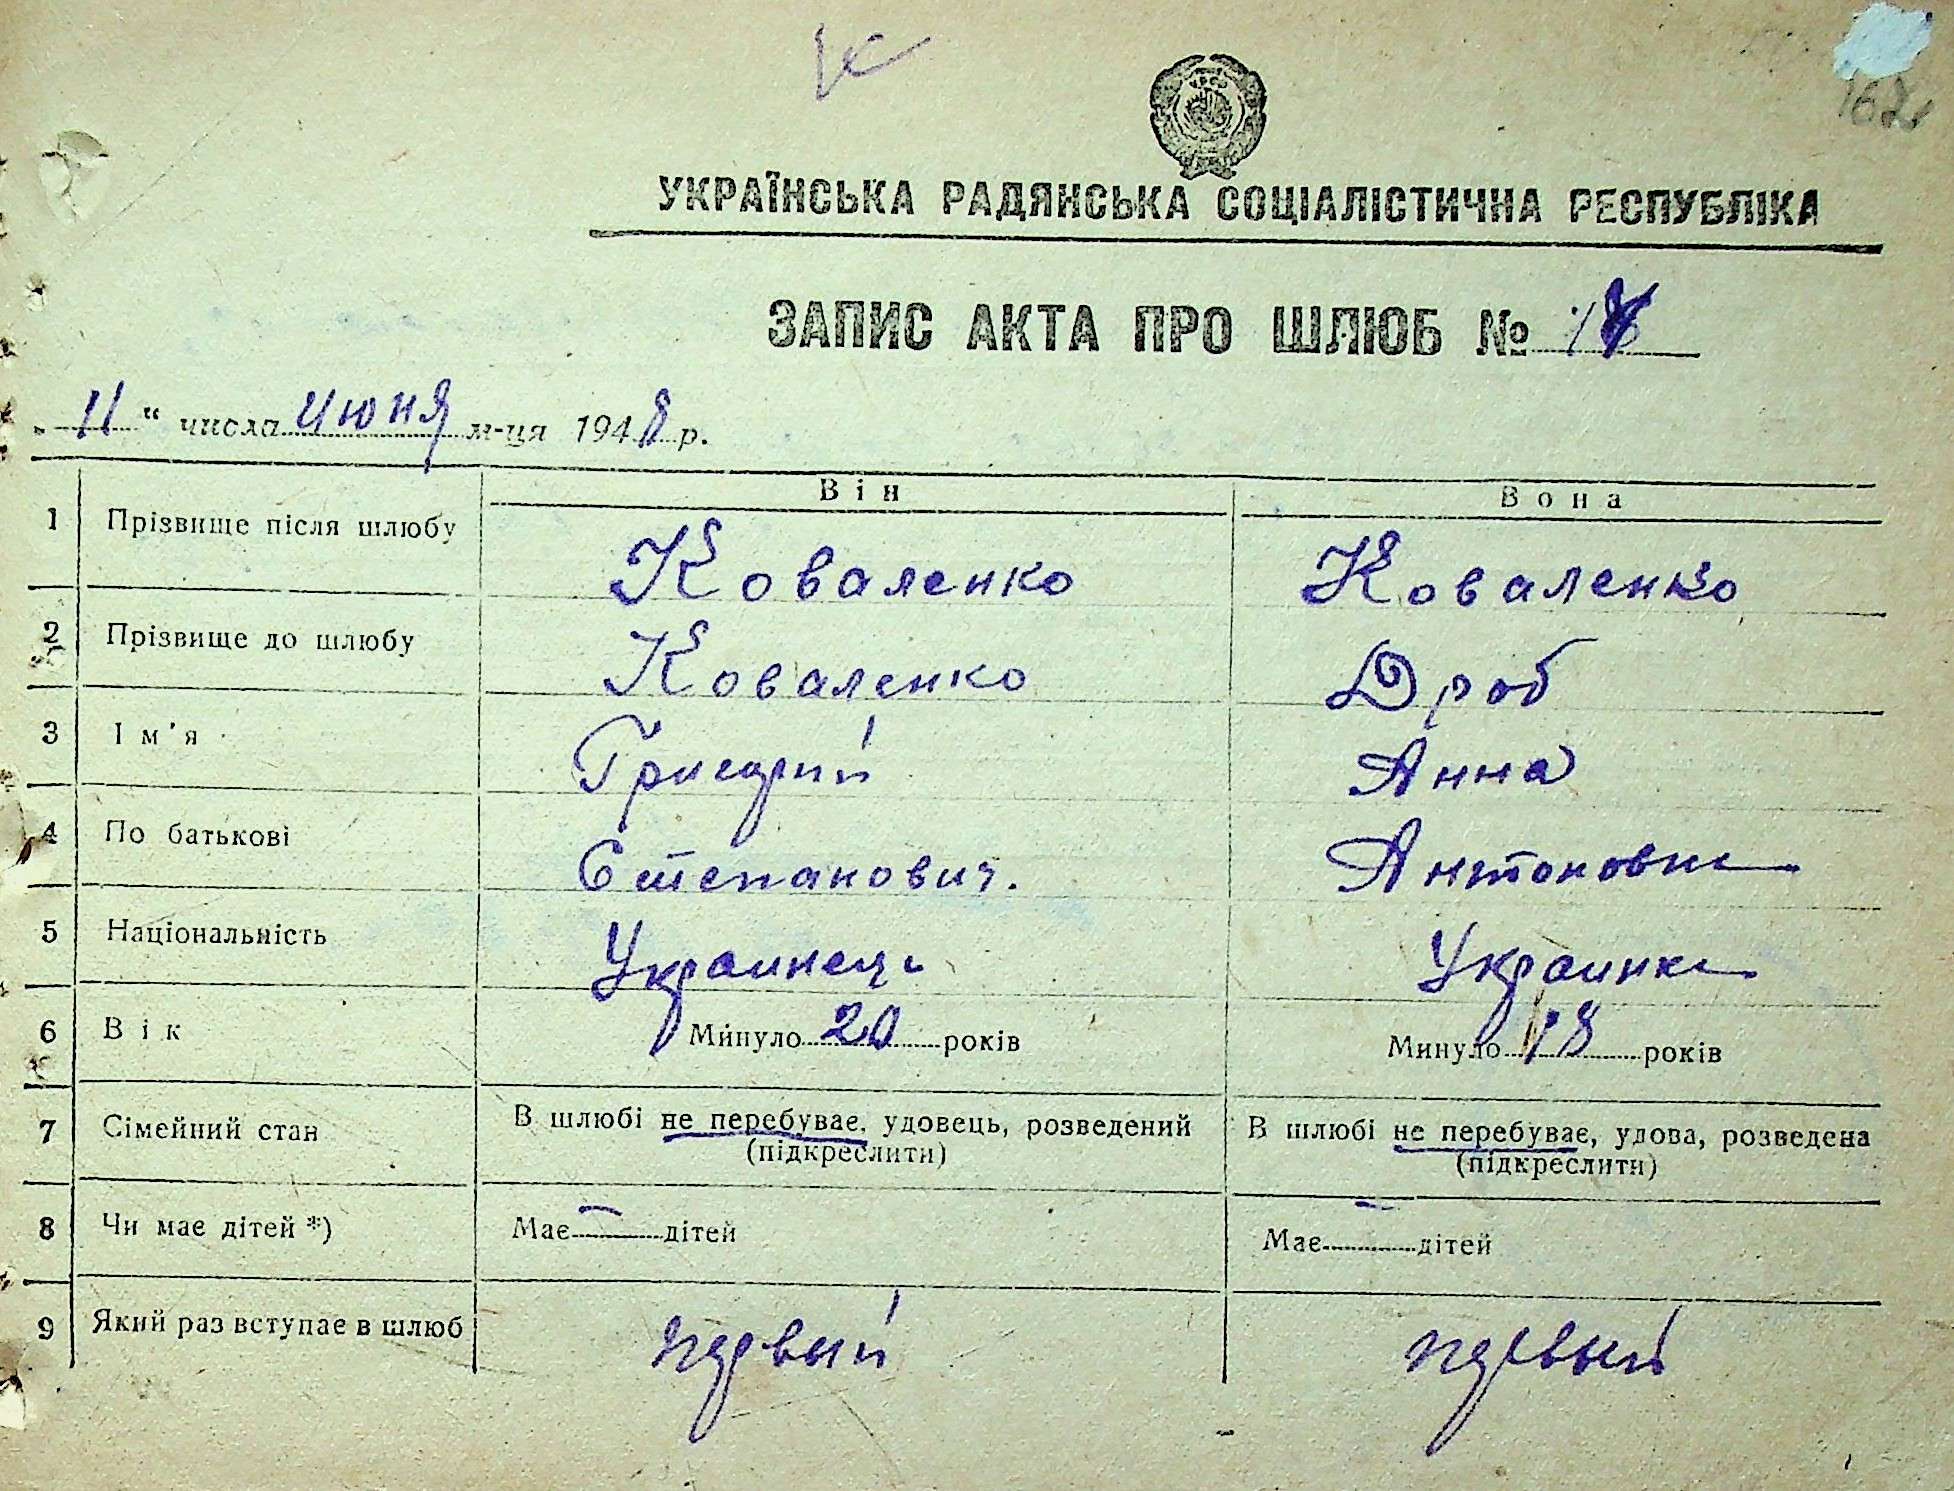 УКРАЇНСЬКА РАДЯНСЬКА СОЦІАЛІСТИЧНА РЕСПУБЛІКА
ЗАПИС АКТА ПРО ШЛЮБ №
„11“ числа июня м-ця 1948 р.
Він Вона
1 Прізвище після шлюбу Коваленко Коваленко
2 Прізвище до шлюбу Коваленко Дроб
3 Ім'я Григорий Анна
4 По батькові Степанович. Антоновна
5 Національність Украинець Украинка
6 Вік Минуло 20 років Минуло 18 років
7 Сімейний стан В шлюбі не перебуває, удовець, розведений В шлюбі не перебуває, удова, розведена
(підкреслити) (підкреслити)
8 Чи має дітей *) Має — дітей Має — дітей
9 Який раз вступає в шлюб первый первый